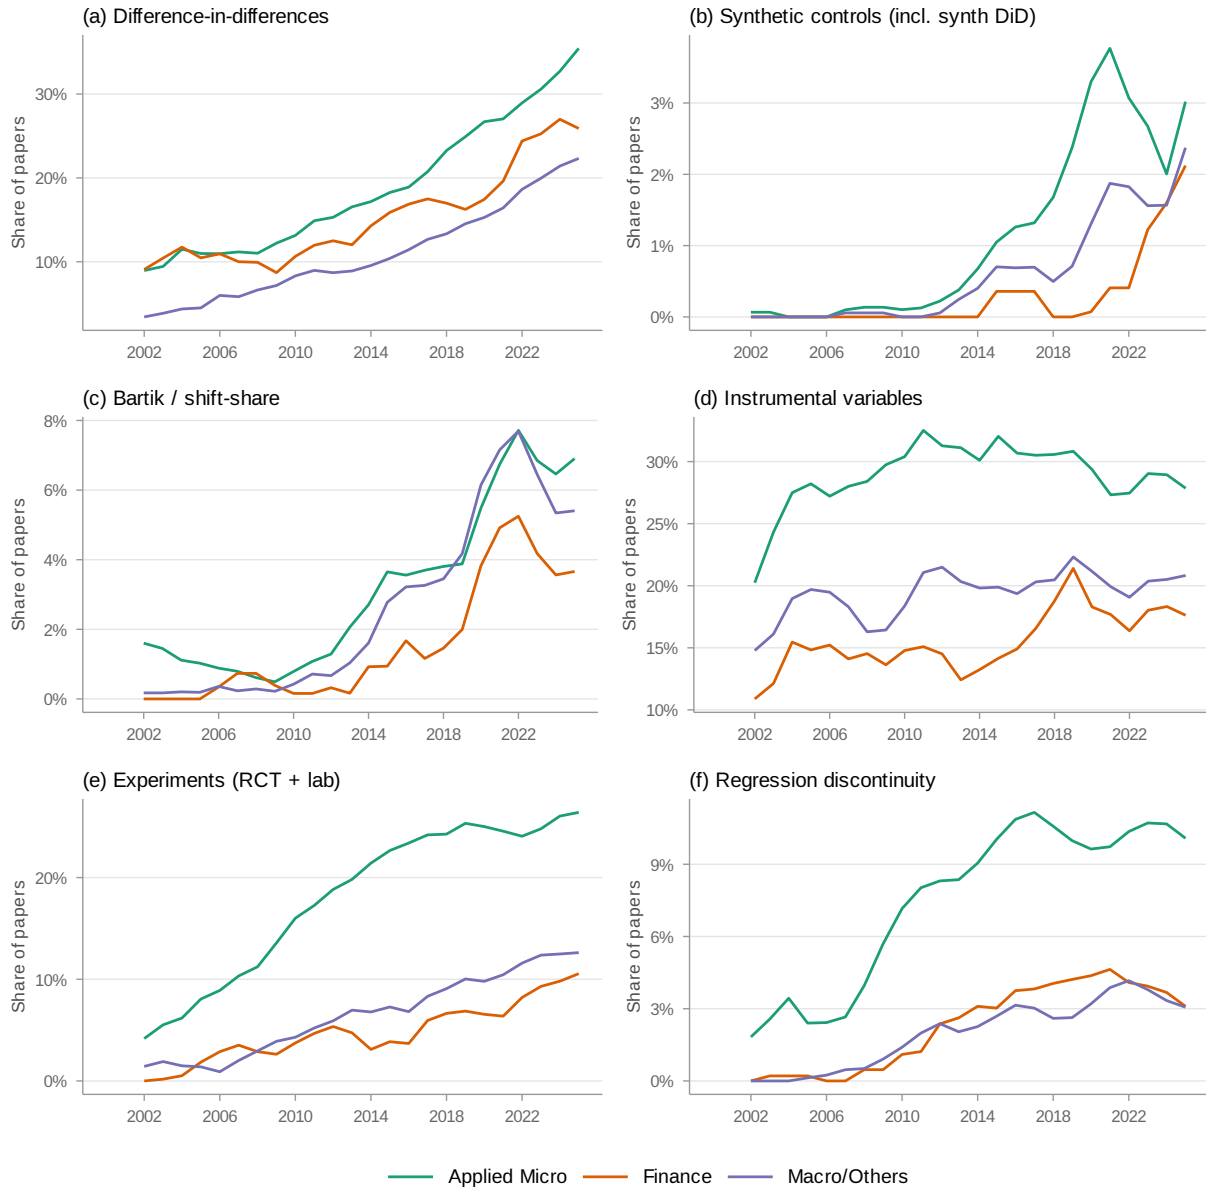 (a) Difference-in-differences
Share of papers
30%
20%
10%
2002 2006 2010 2014 2018 2022
(b) Synthetic controls (incl. synth DiD)
Share of papers
3%
2%
1%
0%
2002 2006 2010 2014 2018 2022
(c) Bartik / shift-share
Share of papers
8%
6%
4%
2%
0%
2002 2006 2010 2014 2018 2022
(d) Instrumental variables
Share of papers
30%
25%
20%
15%
10%
2002 2006 2010 2014 2018 2022
(e) Experiments (RCT + lab)
Share of papers
20%
10%
0%
2002 2006 2010 2014 2018 2022
(f) Regression discontinuity
Share of papers
9%
6%
3%
0%
2002 2006 2010 2014 2018 2022
Applied Micro Finance Macro/Others